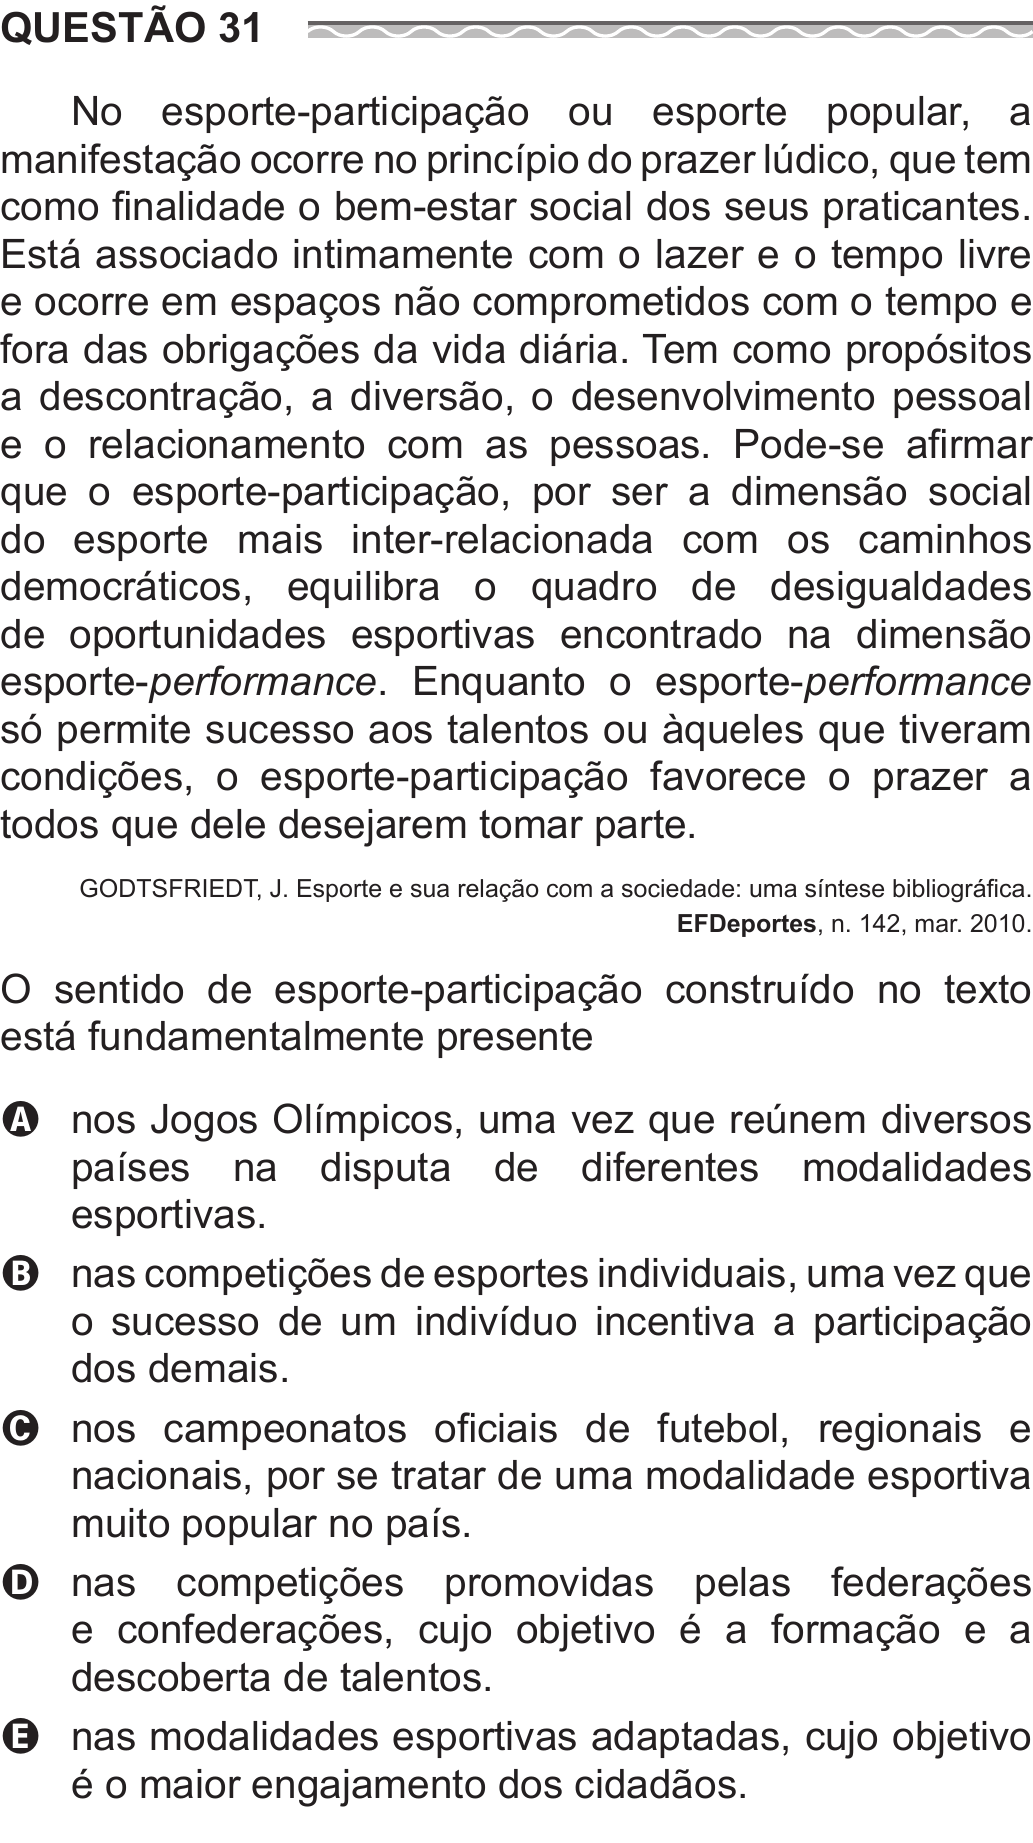 QUESTÃO 31
No esporte-participação ou esporte popular, a
manifestação ocorre no princípio do prazer lúdico, que tem
como finalidade o bem-estar social dos seus praticantes.
Está associado intimamente com o lazer e o tempo livre
e ocorre em espaços não comprometidos com o tempo e
fora das obrigações da vida diária. Tem como propósitos
a descontração, a diversão, o desenvolvimento pessoal
e o relacionamento com as pessoas. Pode-se afirmar
que o esporte-participação, por ser a dimensão social
do esporte mais inter-relacionada com os caminhos
democráticos, equilibra o quadro de desigualdades
de oportunidades esportivas encontrado na dimensão
esporte-performance. Enquanto o esporte-performance
só permite sucesso aos talentos ou àqueles que tiveram
condições, o esporte-participação favorece o prazer a
todos que dele desejarem tomar parte.
GODTSFRIEDT, J. Esporte e sua relação com a sociedade: uma síntese bibliográfica.
EFDeportes, n. 142, mar. 2010.
O sentido de esporte-participação construído no texto
está fundamentalmente presente
A nos Jogos Olímpicos, uma vez que reúnem diversos
países na disputa de diferentes modalidades
esportivas.
B nas competições de esportes individuais, uma vez que
o sucesso de um indivíduo incentiva a participação
dos demais.
C nos campeonatos oficiais de futebol, regionais e
nacionais, por se tratar de uma modalidade esportiva
muito popular no país.
D nas competições promovidas pelas federações
e confederações, cujo objetivo é a formação e a
descoberta de talentos.
E nas modalidades esportivas adaptadas, cujo objetivo
é o maior engajamento dos cidadãos.